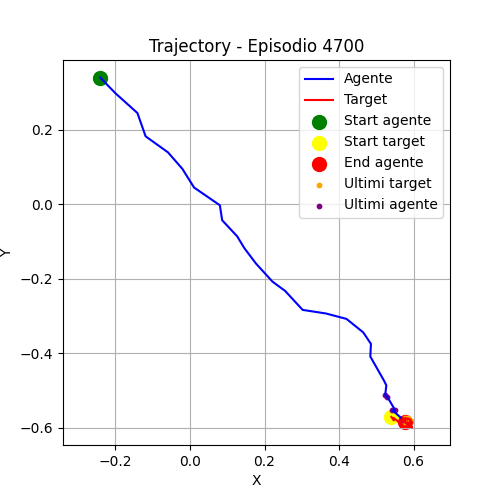 Trajectory - Episodio 4700
Agente
Target
Start agente
Start target
End agente
Ultimi target
Ultimi agente
0.2
0.0
−0.2
−0.4
−0.6
Y
−0.2
0.0
0.2
0.4
0.6
X